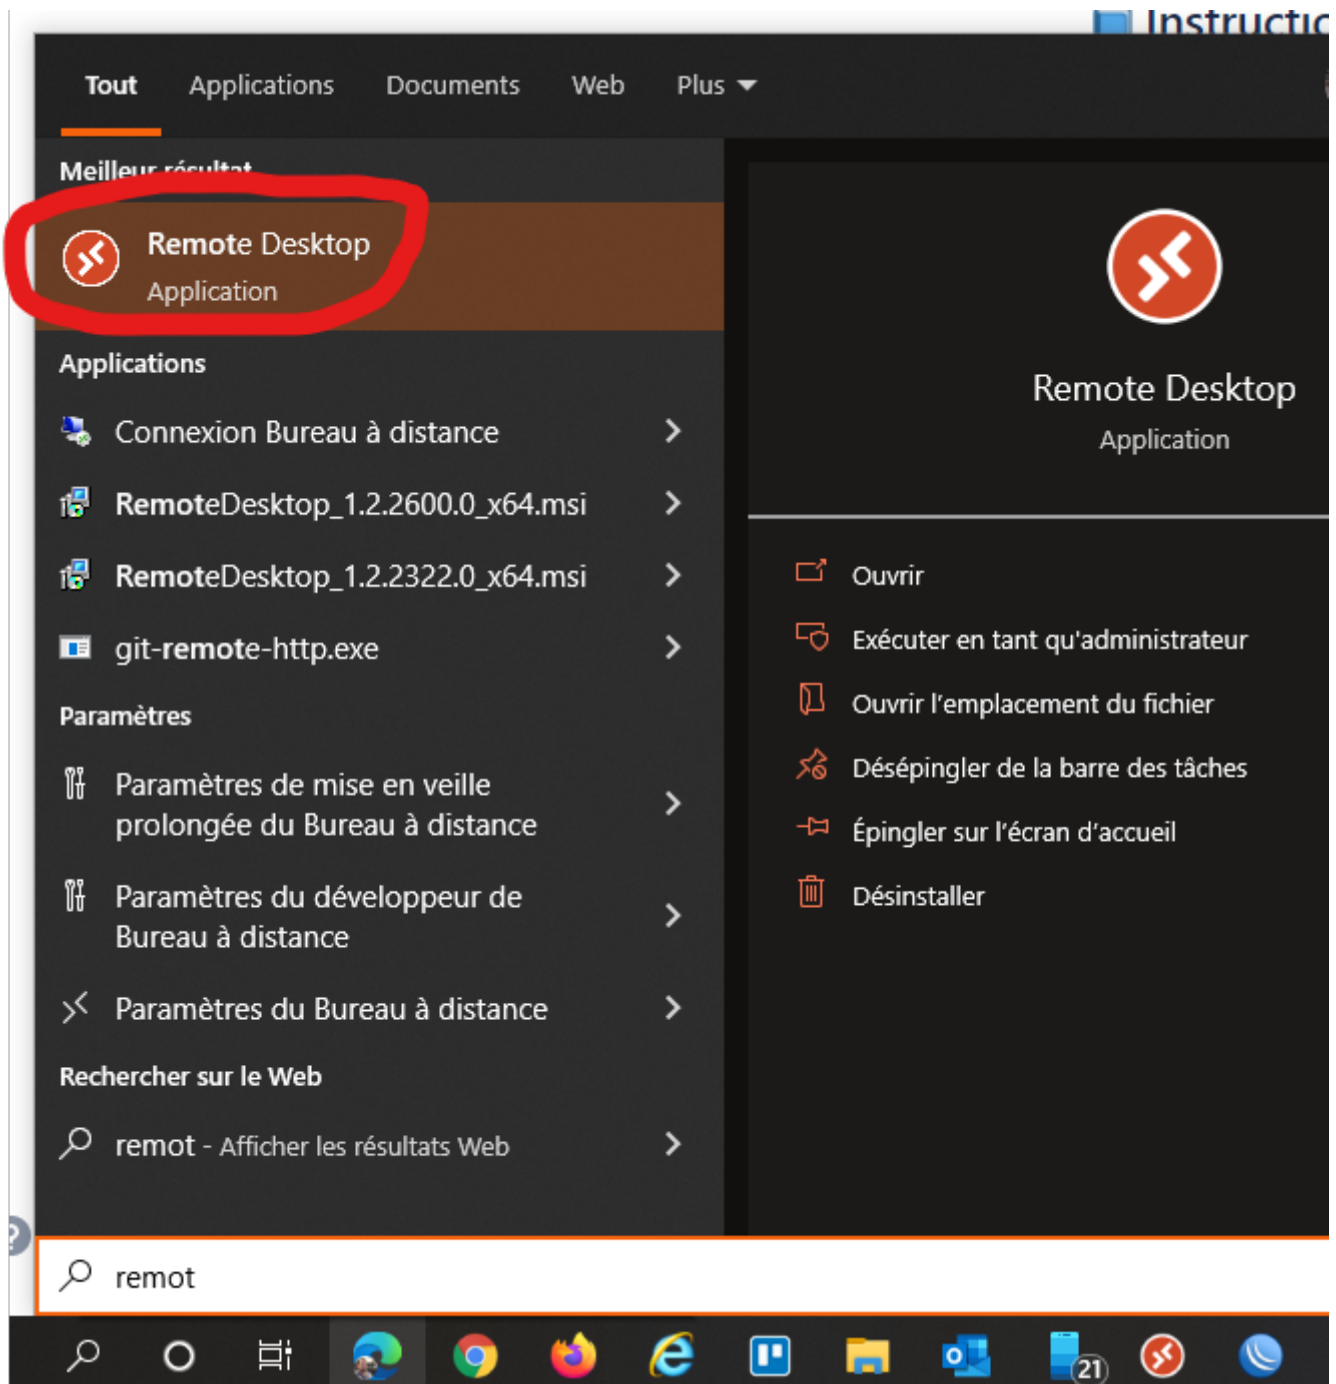 Instructic
Tout Applications Documents Web Plus
Meilleur résultat
Remote Desktop
Application
Applications
Connexion Bureau à distance
RemoteDesktop_1.2.2600.0_x64.msi
RemoteDesktop_1.2.2322.0_x64.msi
git-remote-http.exe
Paramètres
Paramètres de mise en veille
prolongée du Bureau à distance
Paramètres du développeur de
Bureau à distance
Paramètres du Bureau à distance
Rechercher sur le Web
remot - Afficher les résultats Web
Remote Desktop
Application
Ouvrir
Exécuter en tant qu'administrateur
Ouvrir l'emplacement du fichier
Désépingler de la barre des tâches
Épingler sur l'écran d'accueil
Désinstaller
remot
21